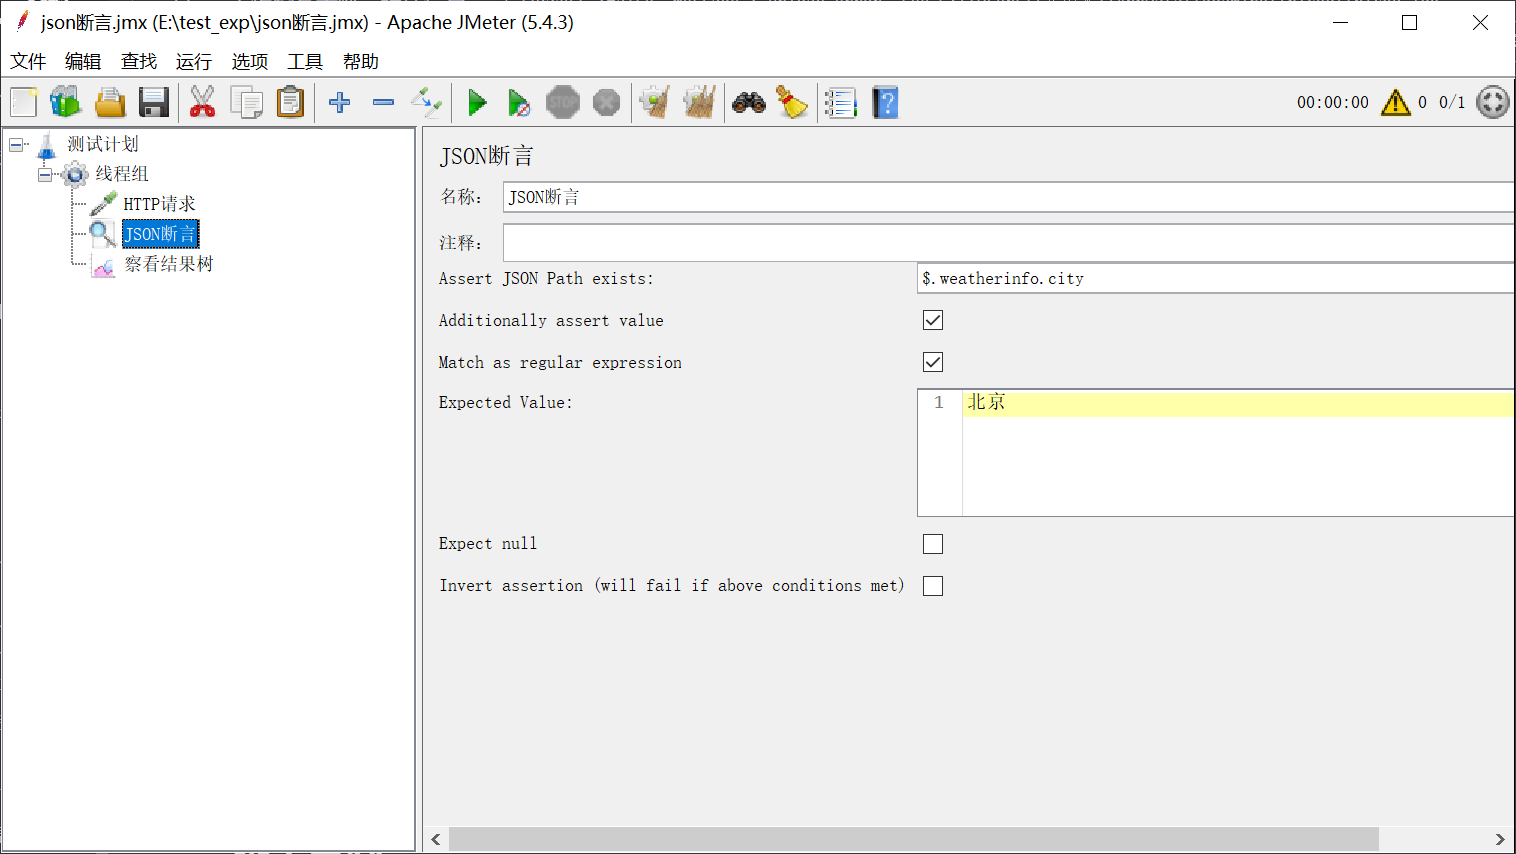 json断言.jmx (E:\test_exp\json断言.jmx) - Apache JMeter (5.4.3)
文件 编辑 查找 运行 选项 工具 帮助
STOP
00:00:00 0 0/1
测试计划
线程组
HTTP请求
JSON断言
察看结果树
JSON断言
名称： JSON断言
注释：
Assert JSON Path exists: $.weatherinfo.city
Additionally assert value
Match as regular expression
Expected Value: 1 北京
Expect null
Invert assertion (will fail if above conditions met)